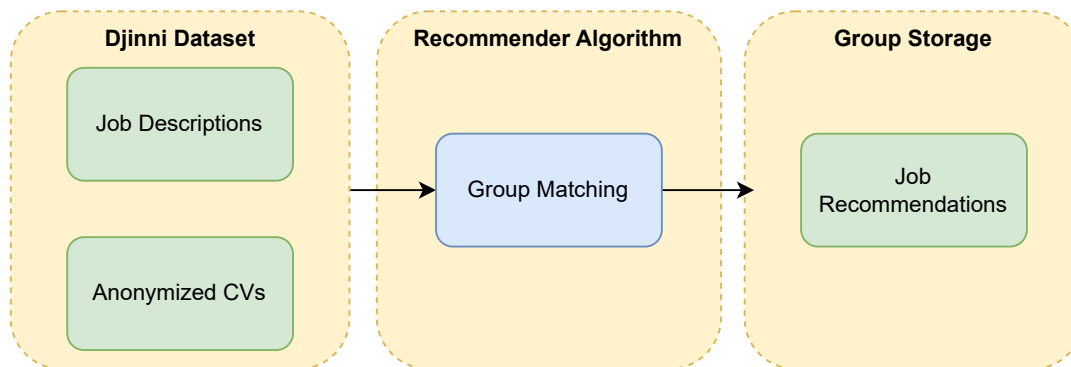 Djinni Dataset
Job Descriptions
Anonymized CVs
Recommender Algorithm
Group Matching
Group Storage
Job
Recommendations